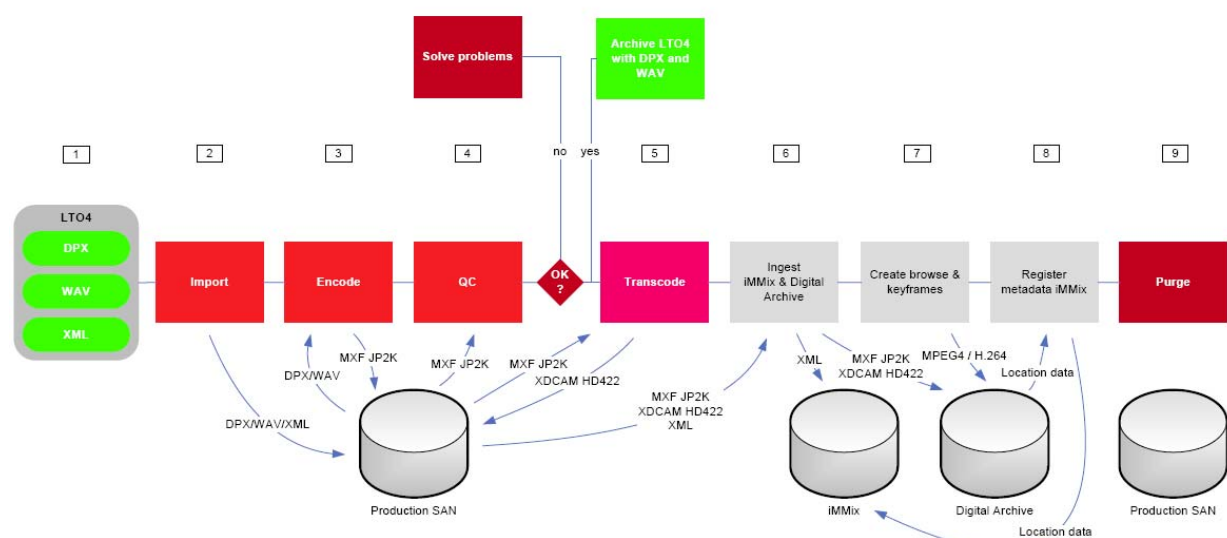 Solve problems
Archive LTO4
with DPX and
WAV
1
2
3
4
no
yes
5
6
7
8
9
LTO4
DPX
WAV
XML
Import
Encode
QC
OK
?
Transcode
Ingest
iMMix & Digital
Archive
Create browse &
keyframes
Register
metadata iMMix
Purge
DPX/WAV/XML
DPX/WAV
MXF JP2K
MXF JP2K
MXF JP2K
XDCAM HD422
MXF JP2K
XDCAM HD422
XML
XML
MXF JP2K
XDCAM HD422
MPEG4 / H.264
Location data
Production SAN
iMMix
Digital Archive
Production SAN
Location data